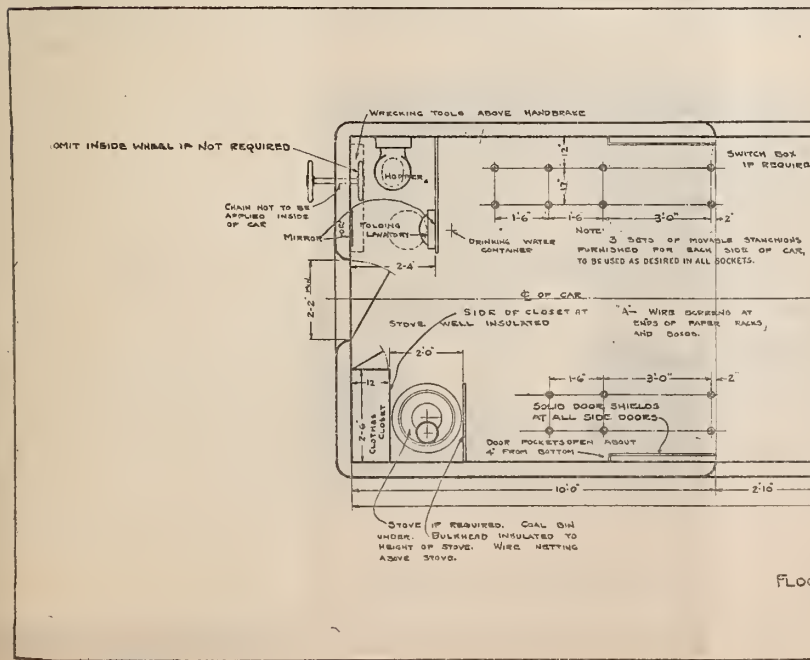 WRECKING TOOLS ABOVE HANDBRAKE
OMIT INSIDE WHEEL IF NOT REQUIRED
CHAIN NOT TO BE
APPLIED INSIDE
OF CAR
MIRROR
HOPPER
FOLDING
LAVATORY
2'-4"
2'-2" MIN.
DRINKING WATER
CONTAINER
12"
12"
1'-6"
1'-6"
3'-0"
2"
SWITCH BOX
IF REQUIRED
NOTE:
3 SETS OF MOVABLE STANCHIONS
FURNISHED FOR EACH SIDE OF CAR,
TO BE USED AS DESIRED IN ALL SOCKETS.
℄ OF CAR
SIDE OF CLOSET AT
STOVE WELL INSULATED
"A"- WIRE SCREENS AT
ENDS OF PAPER RACKS,
AND DOORS.
2'-0"
12
2'-6"
CLOTHES
CLOSET
1'-6"
3'-0"
2"
SOLID DOOR SHIELDS
AT ALL SIDE DOORS
DOOR POCKETS OPEN ABOUT
4" FROM BOTTOM
10'-0"
2'-10"
STOVE IF REQUIRED. COAL BIN
UNDER. BULKHEAD INSULATED TO
HEIGHT OF STOVE. WIRE NETTING
ABOVE STOVE.
FLOO